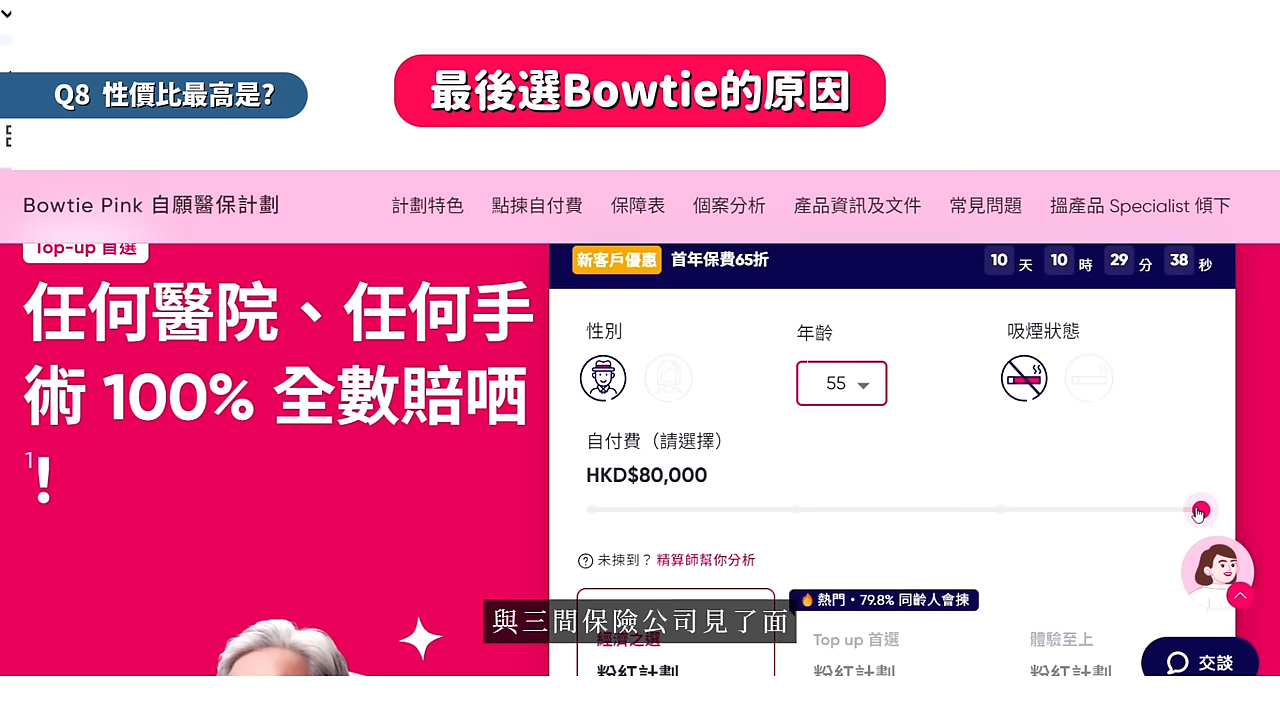 Q8 性價比最高是?
最後選Bowtie的原因
Bowtie Pink 自願醫保計劃
計劃特色
點揀自付費
保障表
個案分析
產品資訊及文件
常見問題
搵產品 Specialist 傾下
Top-up 首選
任何醫院、任何手
術 100% 全數賠哂
1!
新客戶優惠 首年保費65折
10 天 10 時 29 分 38 秒
性別
年齡
吸煙狀態
55
自付費（請選擇）
HKD$80,000
? 未揀到？ 精算師幫你分析
熱門・79.8% 同齡人會揀
與三間保險公司見了面
經濟之選
Top up 首選
體驗至上
粉紅計劃
粉紅計劃
粉紅計劃
交談